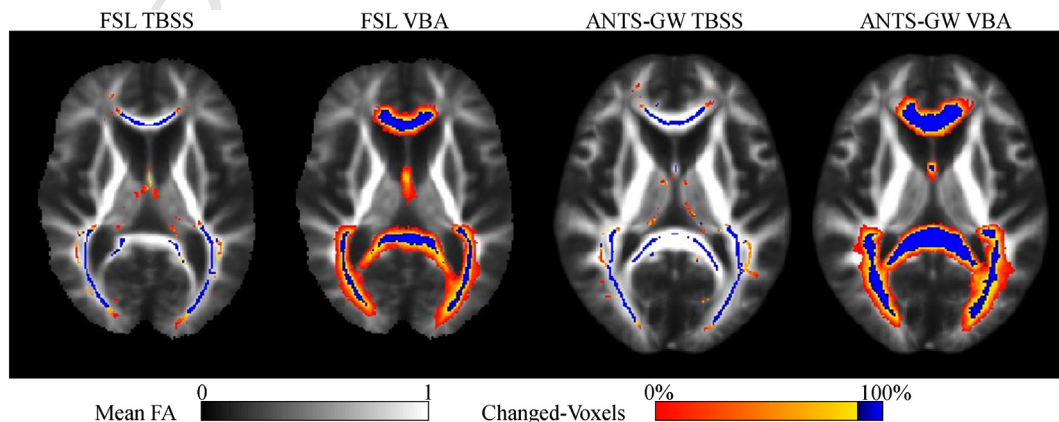 FSL TBSS FSL VBA ANTS-GW TBSS ANTS-GW VBA
0 1 0% 100%
Mean FA Changed-Voxels